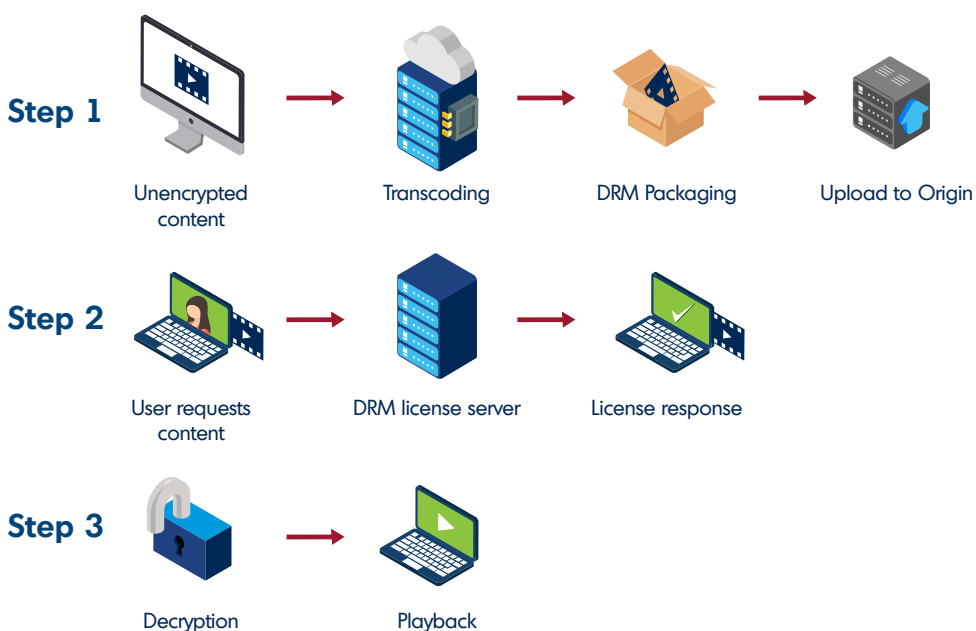 Step 1
Unencrypted
content
Transcoding
DRM Packaging
Upload to Origin
Step 2
User requests
content
DRM license server
License response
Step 3
Decryption
Playback